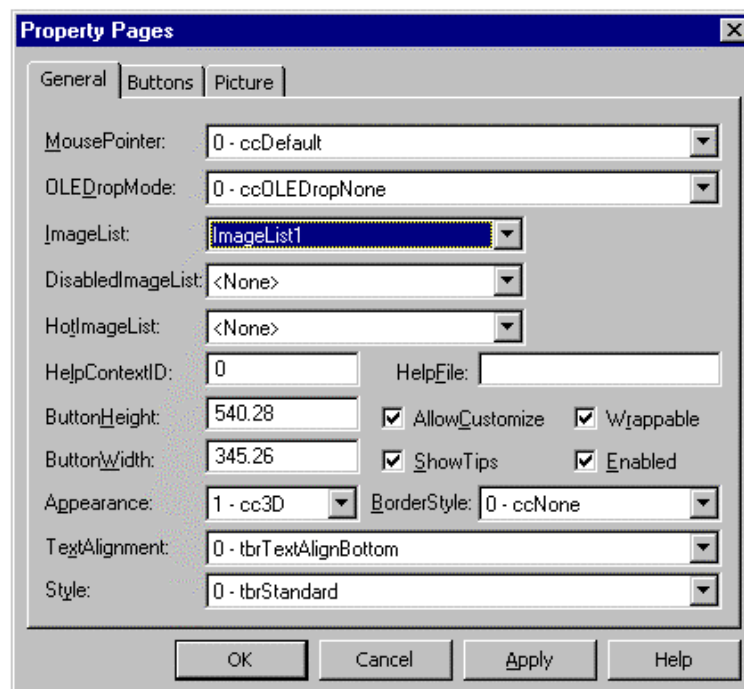 Property Pages
General Buttons Picture
MousePointer: 0 - ccDefault
OLEDropMode: 0 - ccOLEDropNone
ImageList: ImageList1
DisabledImageList: <None>
HotImageList: <None>
HelpContextID: 0 HelpFile:
ButtonHeight: 540.28 AllowCustomize Wrappable
ButtonWidth: 345.26 ShowTips Enabled
Appearance: 1 - cc3D BorderStyle: 0 - ccNone
TextAlignment: 0 - tbrTextAlignBottom
Style: 0 - tbrStandard
OK Cancel Apply Help